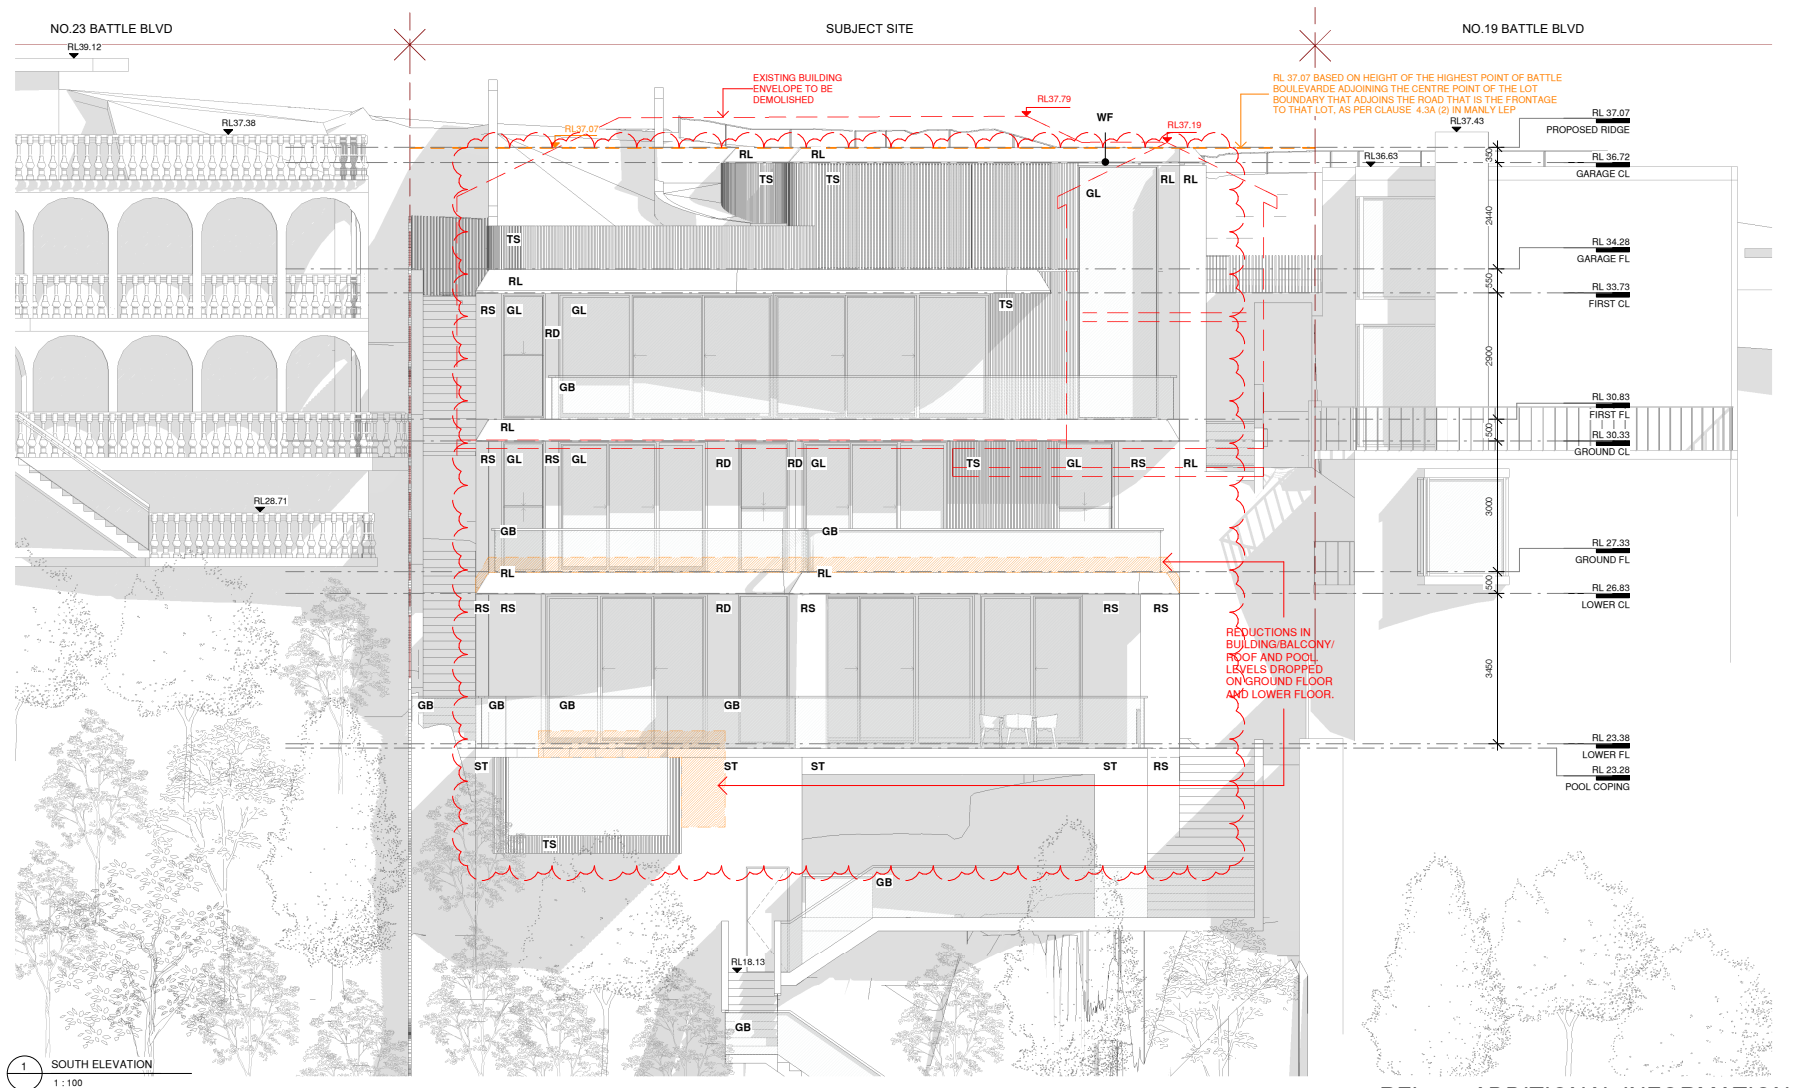 NO.23 BATTLE BLVD
SUBJECT SITE
NO.19 BATTLE BLVD
RL39.12
RL37.38
RL28.71
EXISTING BUILDING
ENVELOPE TO BE
DEMOLISHED
RL37.07
RL37.79
RL37.19
WF
RL 37.07 BASED ON HEIGHT OF THE HIGHEST POINT OF BATTLE
BOULEVARDE ADJOINING THE CENTRE POINT OF THE LOT
BOUNDARY THAT ADJOINS THE ROAD THAT IS THE FRONTAGE
TO THAT LOT, AS PER CLAUSE 4.3A (2) IN MANLY LEP
RL37.43
RL36.63
RL 37.07
PROPOSED RIDGE
350
RL 36.72
GARAGE CL
2440
RL 34.28
GARAGE FL
550
RL 33.73
FIRST CL
2900
RL 30.83
FIRST FL
500
RL 30.33
GROUND CL
3000
RL 27.33
GROUND FL
500
RL 26.83
LOWER CL
3450
RL 23.38
LOWER FL
RL 23.28
POOL COPING
RL RL
TS TS
GL RL RL
TS
RL
RS GL GL TS
RD
GB
RL
RS GL RS GL RD RD GL TS GL RS RL
GB GB
RL RL
RS RS RD RS RS RS
REDUCTIONS IN
BUILDING/BALCONY/
ROOF AND POOL.
LEVELS DROPPED
ON GROUND FLOOR
AND LOWER FLOOR.
GB GB GB GB
ST ST ST ST RS
TS
GB
RL18.13
GB
1 SOUTH ELEVATION
1 : 100